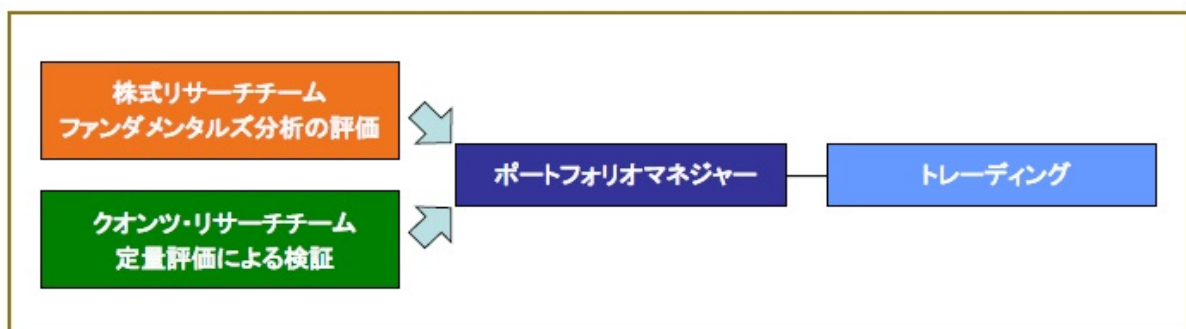 株式リサーチチーム
ファンダメンタルズ分析の評価
クオンツ・リサーチチーム
定量評価による検証
ポートフォリオマネジャー
トレーディング